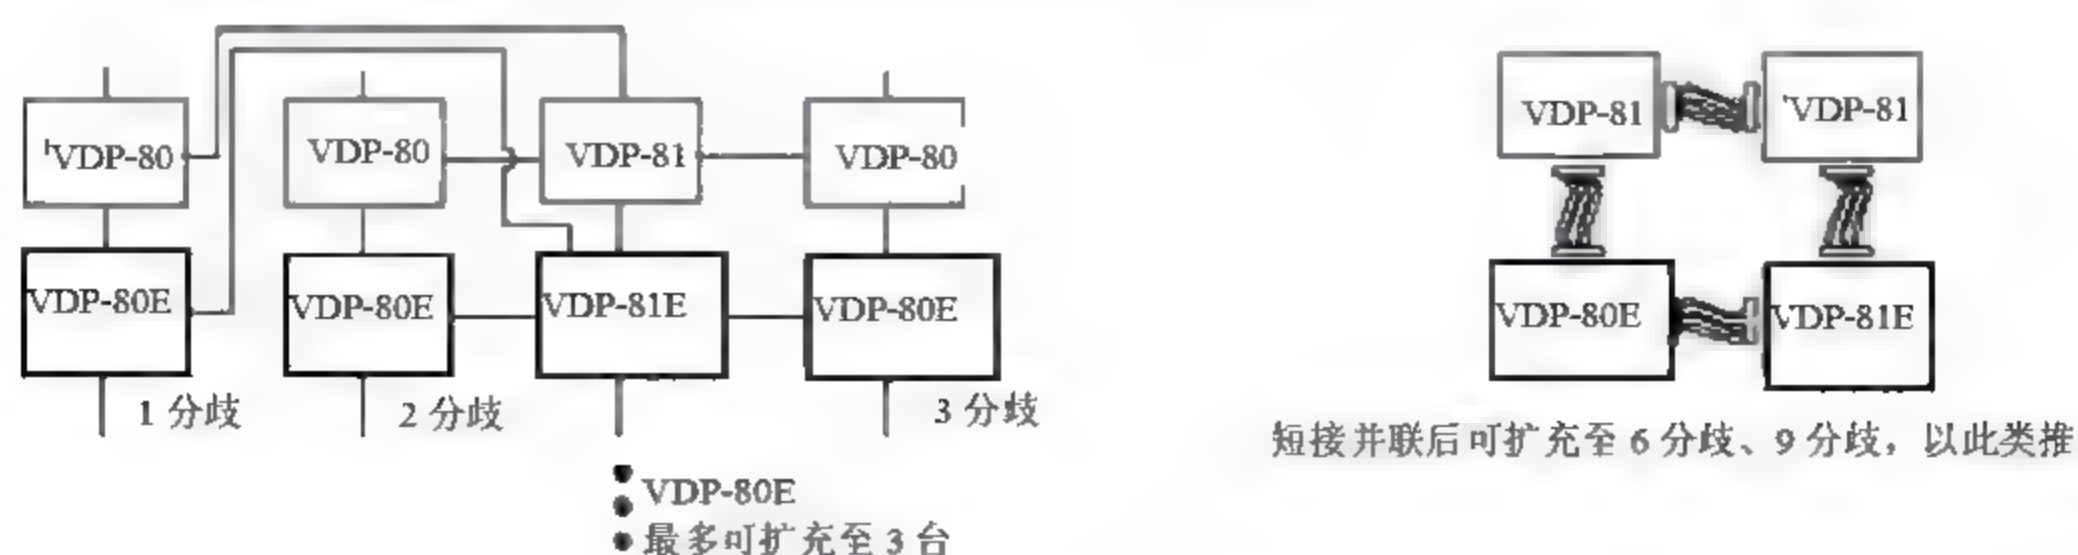 VDP-80
VDP-80
VDP-81
VDP-80
VDP-80E
VDP-80E
VDP-81E
VDP-80E
1 分歧
2 分歧
3 分歧
VDP-80E
最多可扩充至 3 台
VDP-81
VDP-81
VDP-80E
VDP-81E
短接并联后可扩充至 6 分歧、9 分歧，以此类推